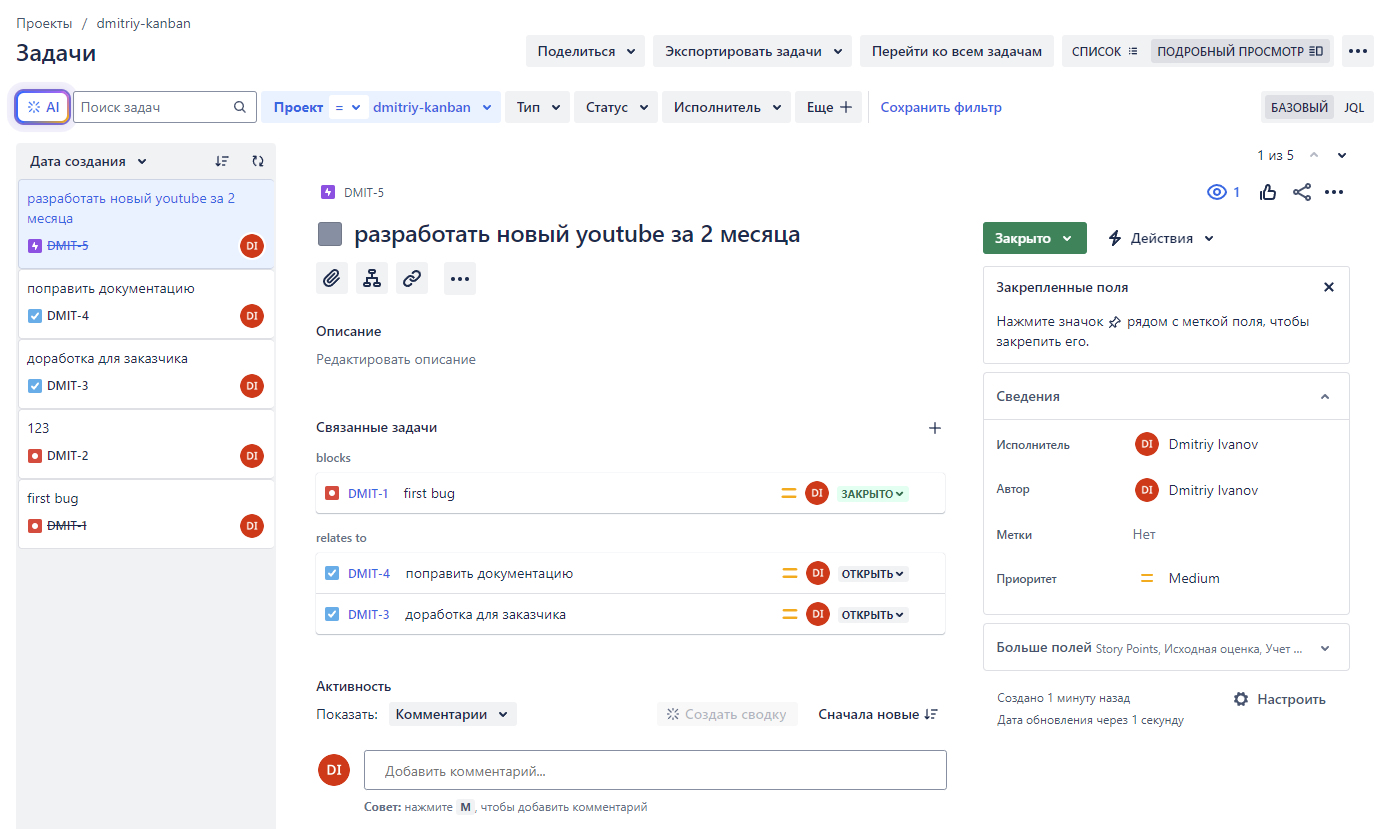 Проекты / dmitriy-kanban
Задачи
Поделиться Экспортировать задачи Перейти ко всем задачам СПИСОК ПОДРОБНЫЙ ПРОСМОТР
AI Поиск задач Проект = dmitriy-kanban Тип Статус Исполнитель Еще Сохранить фильтр БАЗОВЫЙ JQL
Дата создания
разработать новый youtube за 2
месяца
DMIT-5 DI
поправить документацию
DMIT-4 DI
доработка для заказчика
DMIT-3 DI
123
DMIT-2 DI
first bug
DMIT-1 DI
1 из 5
DMIT-5
1
разработать новый youtube за 2 месяца
Описание
Редактировать описание
Связанные задачи
blocks
DMIT-1 first bug DI ЗАКРЫТО
relates to
DMIT-4 поправить документацию DI ОТКРЫТЬ
DMIT-3 доработка для заказчика DI ОТКРЫТЬ
Активность
Показать: Комментарии Создать сводку Сначала новые
DI Добавить комментарий...
Совет: нажмите M , чтобы добавить комментарий
Закрыто Действия
Закрепленные поля
Нажмите значок рядом с меткой поля, чтобы
закрепить его.
Сведения
Исполнитель DI Dmitriy Ivanov
Автор DI Dmitriy Ivanov
Метки Нет
Приоритет Medium
Больше полей Story Points, Исходная оценка, Учет ...
Создано 1 минуту назад Настроить
Дата обновления через 1 секунду